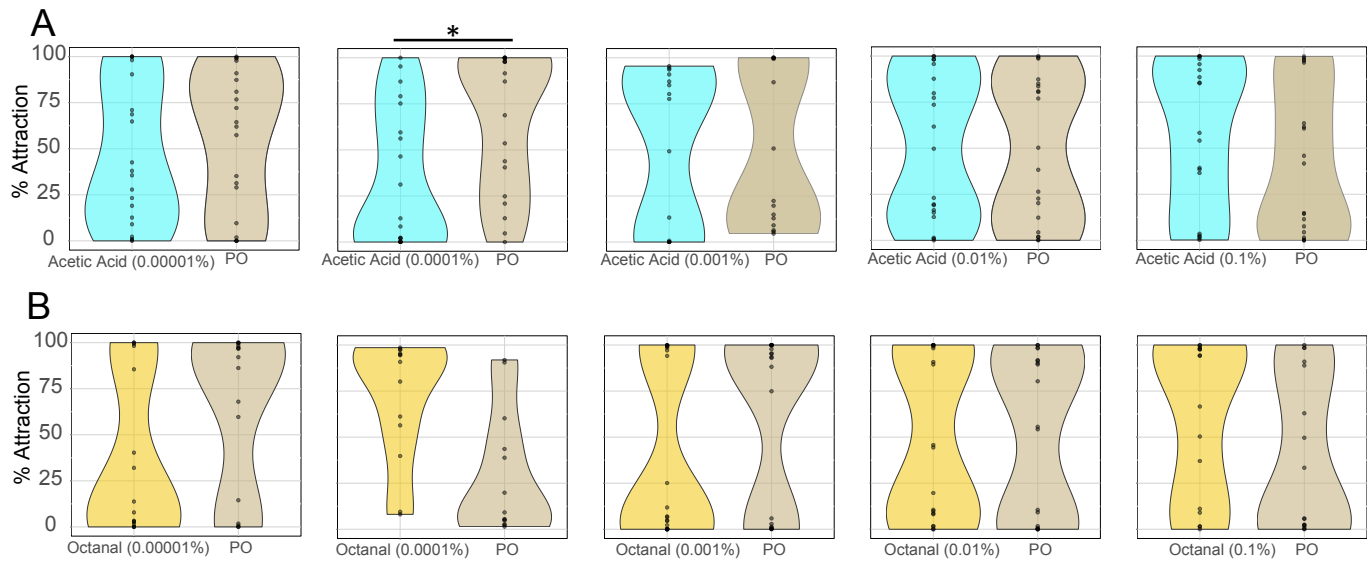 A
*
% Attraction
100
75
50
25
0
Acetic Acid (0.00001%) PO
Acetic Acid (0.0001%) PO
Acetic Acid (0.001%) PO
Acetic Acid (0.01%) PO
Acetic Acid (0.1%) PO
B
% Attraction
100
75
50
25
0
Octanal (0.00001%) PO
Octanal (0.0001%) PO
Octanal (0.001%) PO
Octanal (0.01%) PO
Octanal (0.1%) PO